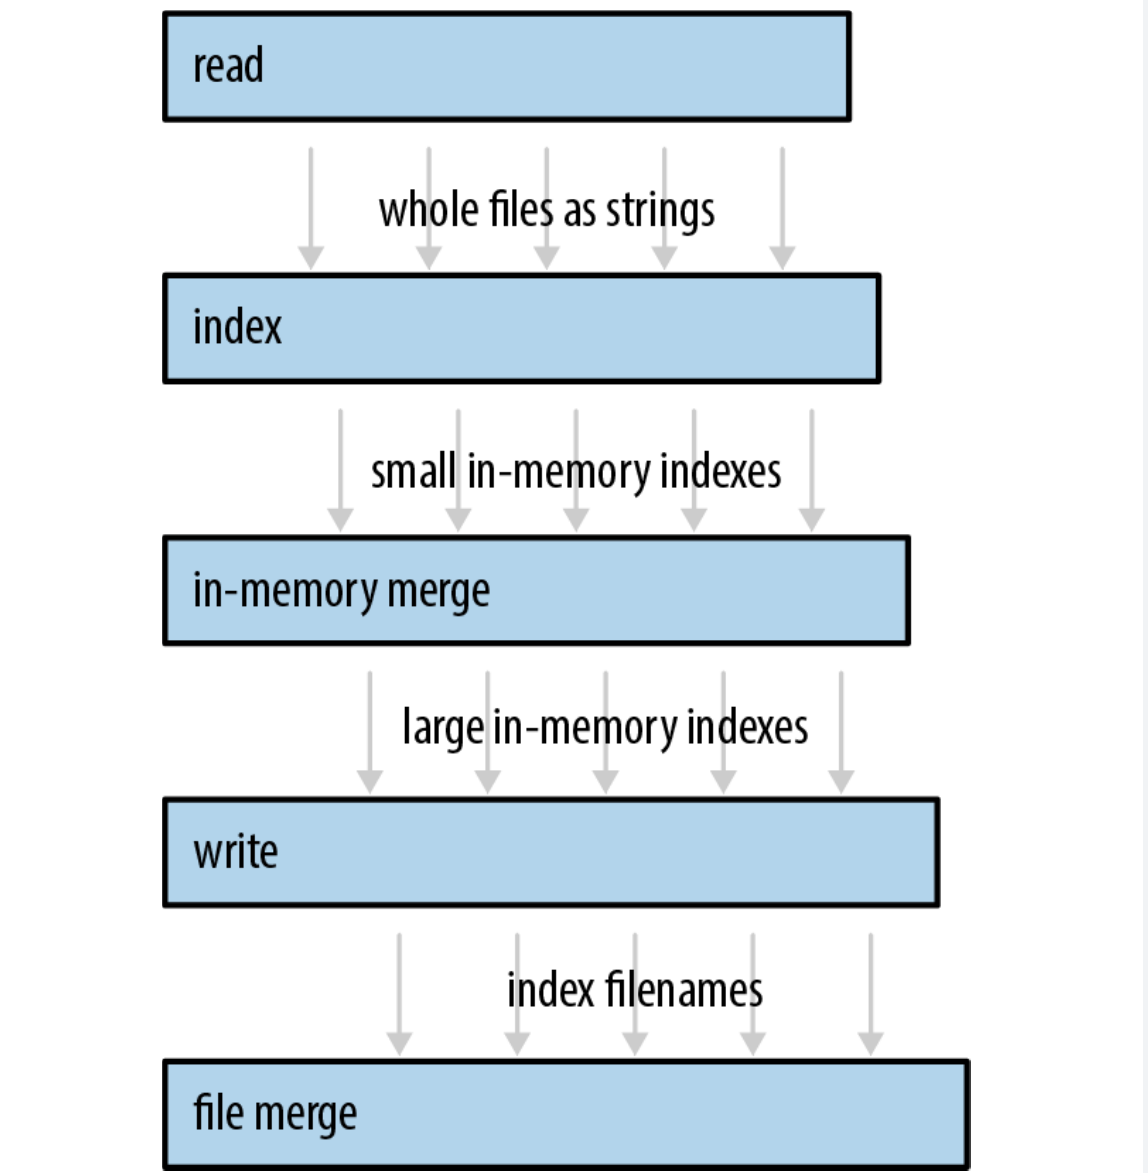 read
whole files as strings
index
small in-memory indexes
in-memory merge
large in-memory indexes
write
index filenames
file merge